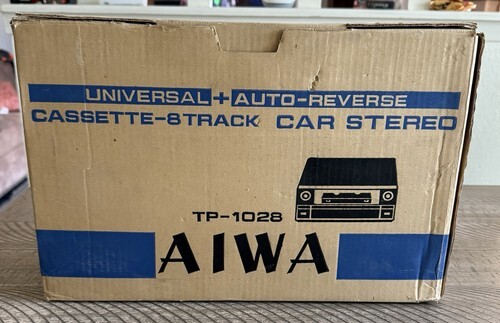 UNIVERSAL+AUTO-REVERSE
CASSETTE-8TRACK CAR STEREO
TP-1028
AIWA